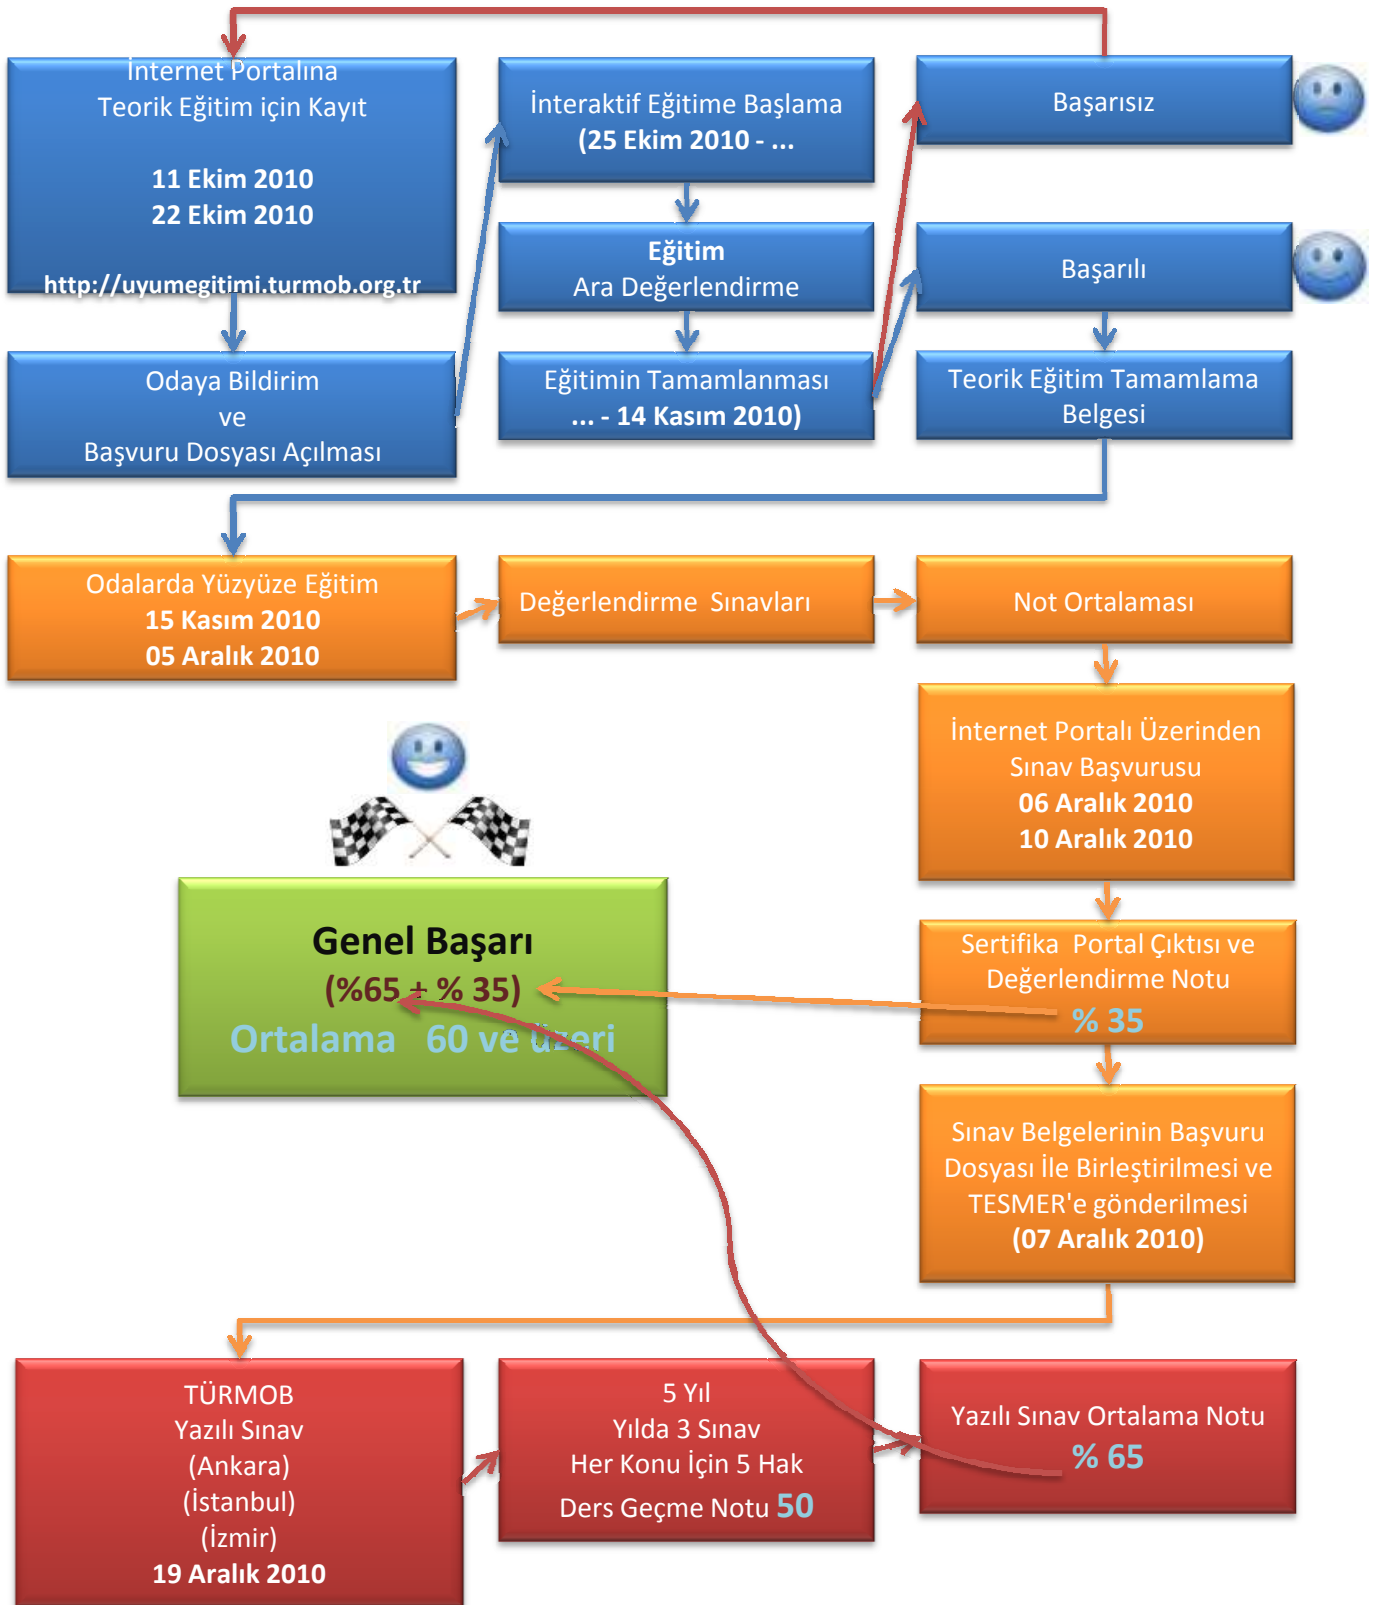 İnternet Portalına
Teorik Eğitim için Kayıt
11 Ekim 2010
22 Ekim 2010
http://uyumegitimi.turmob.org.tr
Odaya Bildirim
ve
Başvuru Dosyası Açılması
İnteraktif Eğitime Başlama
(25 Ekim 2010 - ...
Eğitim
Ara Değerlendirme
Eğitimin Tamamlanması
... - 14 Kasım 2010)
Başarısız
Başarılı
Teorik Eğitim Tamamlama
Belgesi
Odalarda Yüzyüze Eğitim
15 Kasım 2010
05 Aralık 2010
Değerlendirme  Sınavları
Not Ortalaması
İnternet Portalı Üzerinden
Sınav Başvurusu
06 Aralık 2010
10 Aralık 2010
Sertifika  Portal Çıktısı ve
Değerlendirme Notu
% 35
Sınav Belgelerinin Başvuru
Dosyası İle Birleştirilmesi ve
TESMER'e gönderilmesi
(07 Aralık 2010)
Genel Başarı
(%65 + % 35)
Ortalama   60 ve üzeri
TÜRMOB
Yazılı Sınav
(Ankara)
(İstanbul)
(İzmir)
19 Aralık 2010
5 Yıl
Yılda 3 Sınav
Her Konu İçin 5 Hak
Ders Geçme Notu 50
Yazılı Sınav Ortalama Notu
% 65